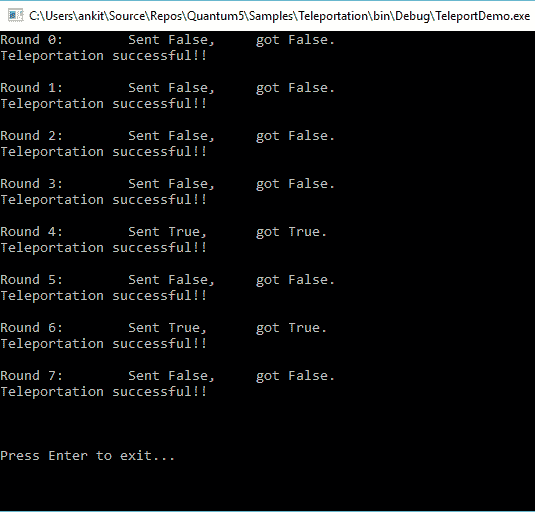 C:\Users\ankit\Source\Repos\Quantum5\Samples\Teleportation\bin\Debug\TeleportDemo.exe
Round 0:        Sent False,     got False.
Teleportation successful!!
Round 1:        Sent False,     got False.
Teleportation successful!!
Round 2:        Sent False,     got False.
Teleportation successful!!
Round 3:        Sent False,     got False.
Teleportation successful!!
Round 4:        Sent True,      got True.
Teleportation successful!!
Round 5:        Sent False,     got False.
Teleportation successful!!
Round 6:        Sent True,      got True.
Teleportation successful!!
Round 7:        Sent False,     got False.
Teleportation successful!!
Press Enter to exit...